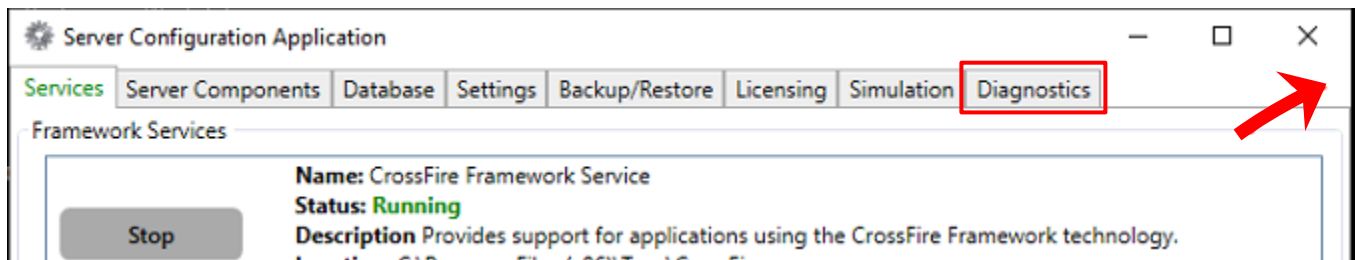 Server Configuration Application
Services Server Components Database Settings Backup/Restore Licensing Simulation Diagnostics
Framework Services
Name: CrossFire Framework Service
Status: Running
Stop
Description Provides support for applications using the CrossFire Framework technology.